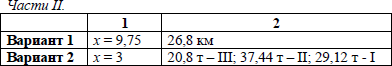 Части II.
1 2
Вариант 1 x = 9,75 26,8 км
Вариант 2 x = 3 20,8 т – III; 37,44 т – II; 29,12 т - I